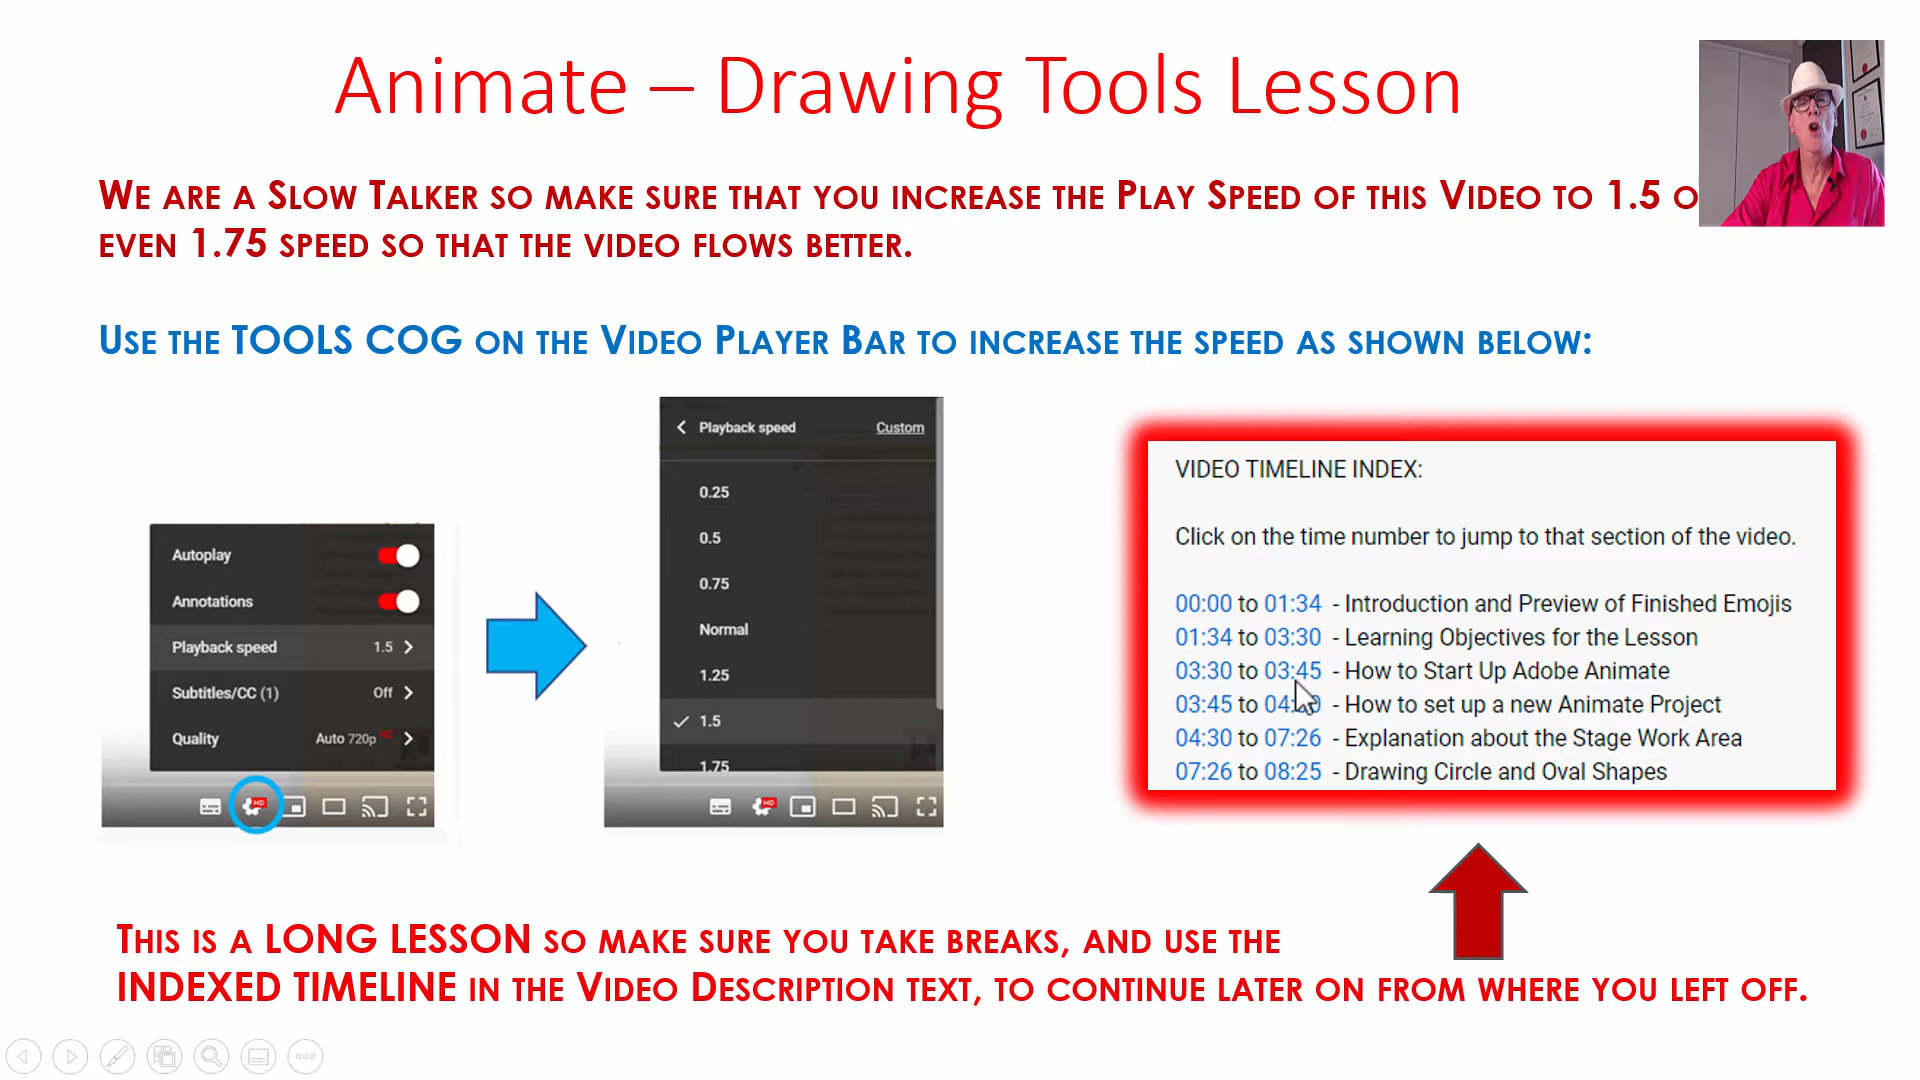 Animate – Drawing Tools Lesson
WE ARE A SLOW TALKER SO MAKE SURE THAT YOU INCREASE THE PLAY SPEED OF THIS VIDEO TO 1.5
EVEN 1.75 SPEED SO THAT THE VIDEO FLOWS BETTER.
USE THE TOOLS COG ON THE VIDEO PLAYER BAR TO INCREASE THE SPEED AS SHOWN BELOW:
Autoplay
Annotations
Playback speed 1.5
Subtitles/CC (1) Off
Quality Auto 720p HD
HD
Playback speed Custom
0.25
0.5
0.75
Normal
1.25
1.5
1.75
HD
VIDEO TIMELINE INDEX:
Click on the time number to jump to that section of the video.
00:00 to 01:34 - Introduction and Preview of Finished Emojis
01:34 to 03:30 - Learning Objectives for the Lesson
03:30 to 03:45 - How to Start Up Adobe Animate
03:45 to - How to set up a new Animate Project
04:30 to 07:26 - Explanation about the Stage Work Area
07:26 to 08:25 - Drawing Circle and Oval Shapes
THIS IS A LONG LESSON SO MAKE SURE YOU TAKE BREAKS, AND USE THE
INDEXED TIMELINE IN THE VIDEO DESCRIPTION TEXT, TO CONTINUE LATER ON FROM WHERE YOU LEFT OFF.